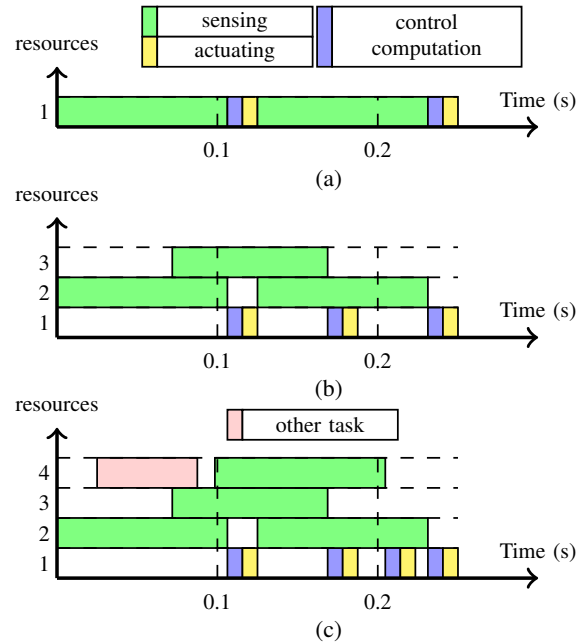 sensing
actuating
control
computation
resources
1
Time (s)
0.1
0.2
(a)
resources
3
2
1
Time (s)
0.1
0.2
(b)
resources
other task
4
3
2
1
Time (s)
0.1
0.2
(c)